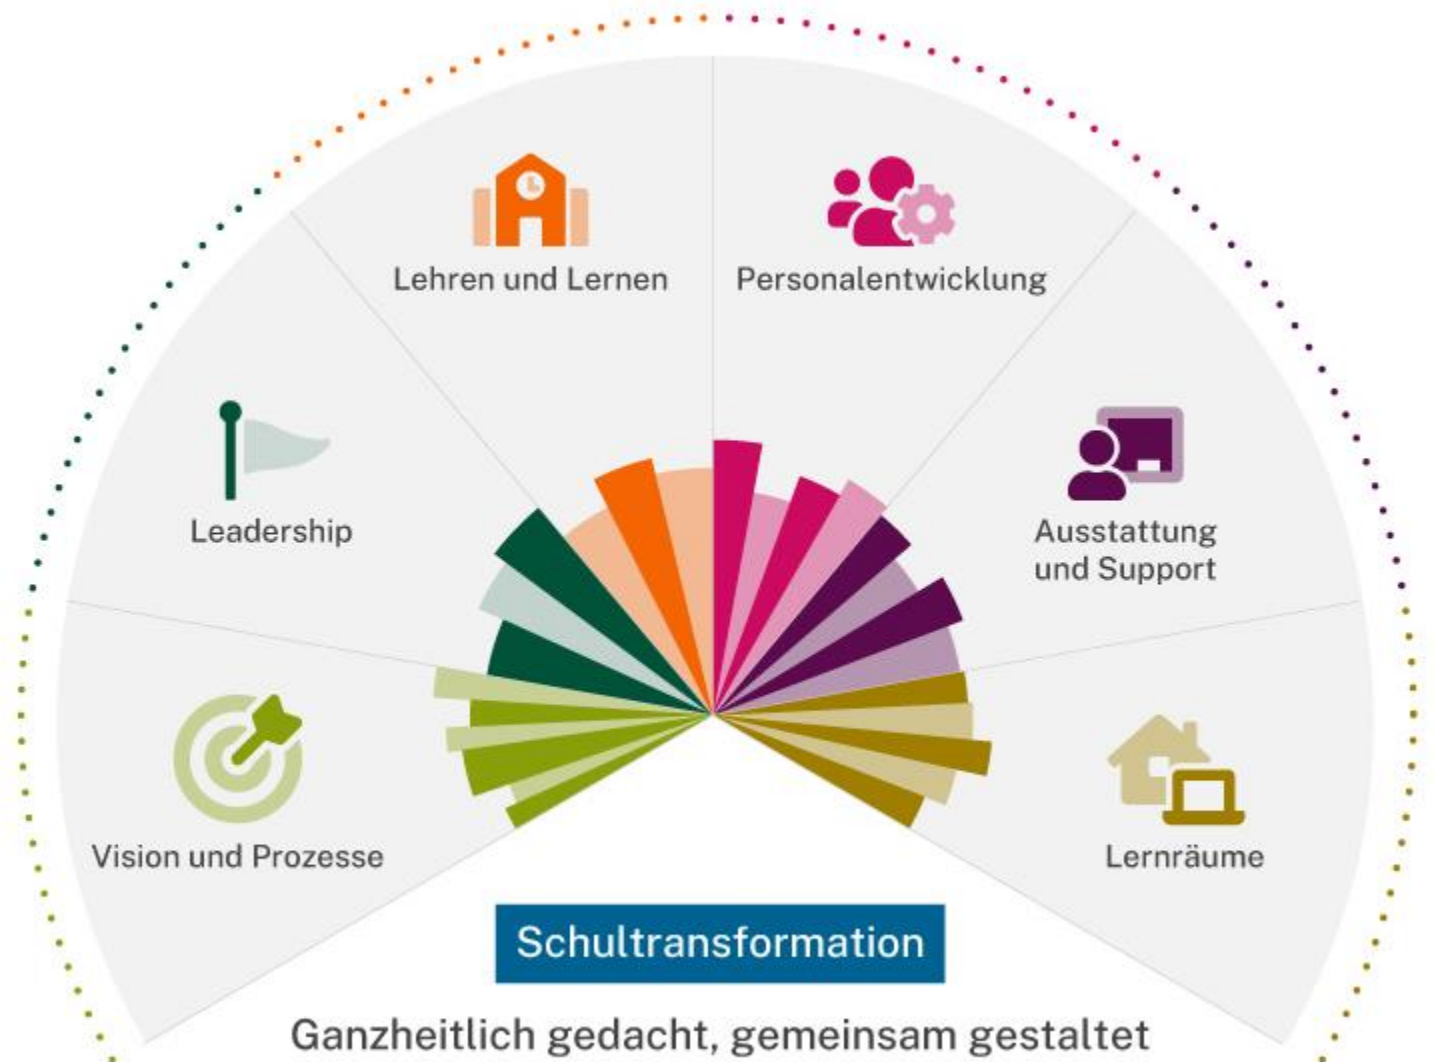 Lehren und Lernen
Personalentwicklung
Leadership
Ausstattung
und Support
Vision und Prozesse
Lernräume
Schultransformation
Ganzheitlich gedacht, gemeinsam gestaltet